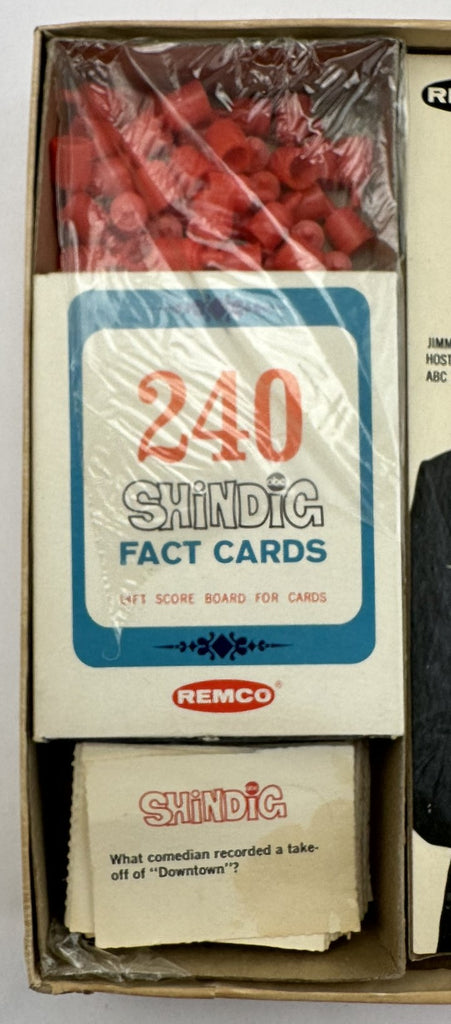 240
SHiNDiG
abc
FACT CARDS
LIFT SCORE BOARD FOR CARDS
REMCO®
SHiNDiG
What comedian recorded a take-
off of "Downtown"?
JIMM
HOST
ABC